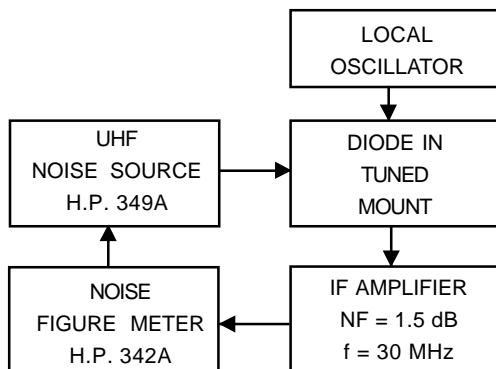 LOCAL
OSCILLATOR
UHF
NOISE SOURCE
H.P. 349A
DIODE IN
TUNED
MOUNT
NOISE
FIGURE METER
H.P. 342A
IF AMPLIFIER
NF = 1.5 dB
f = 30 MHz